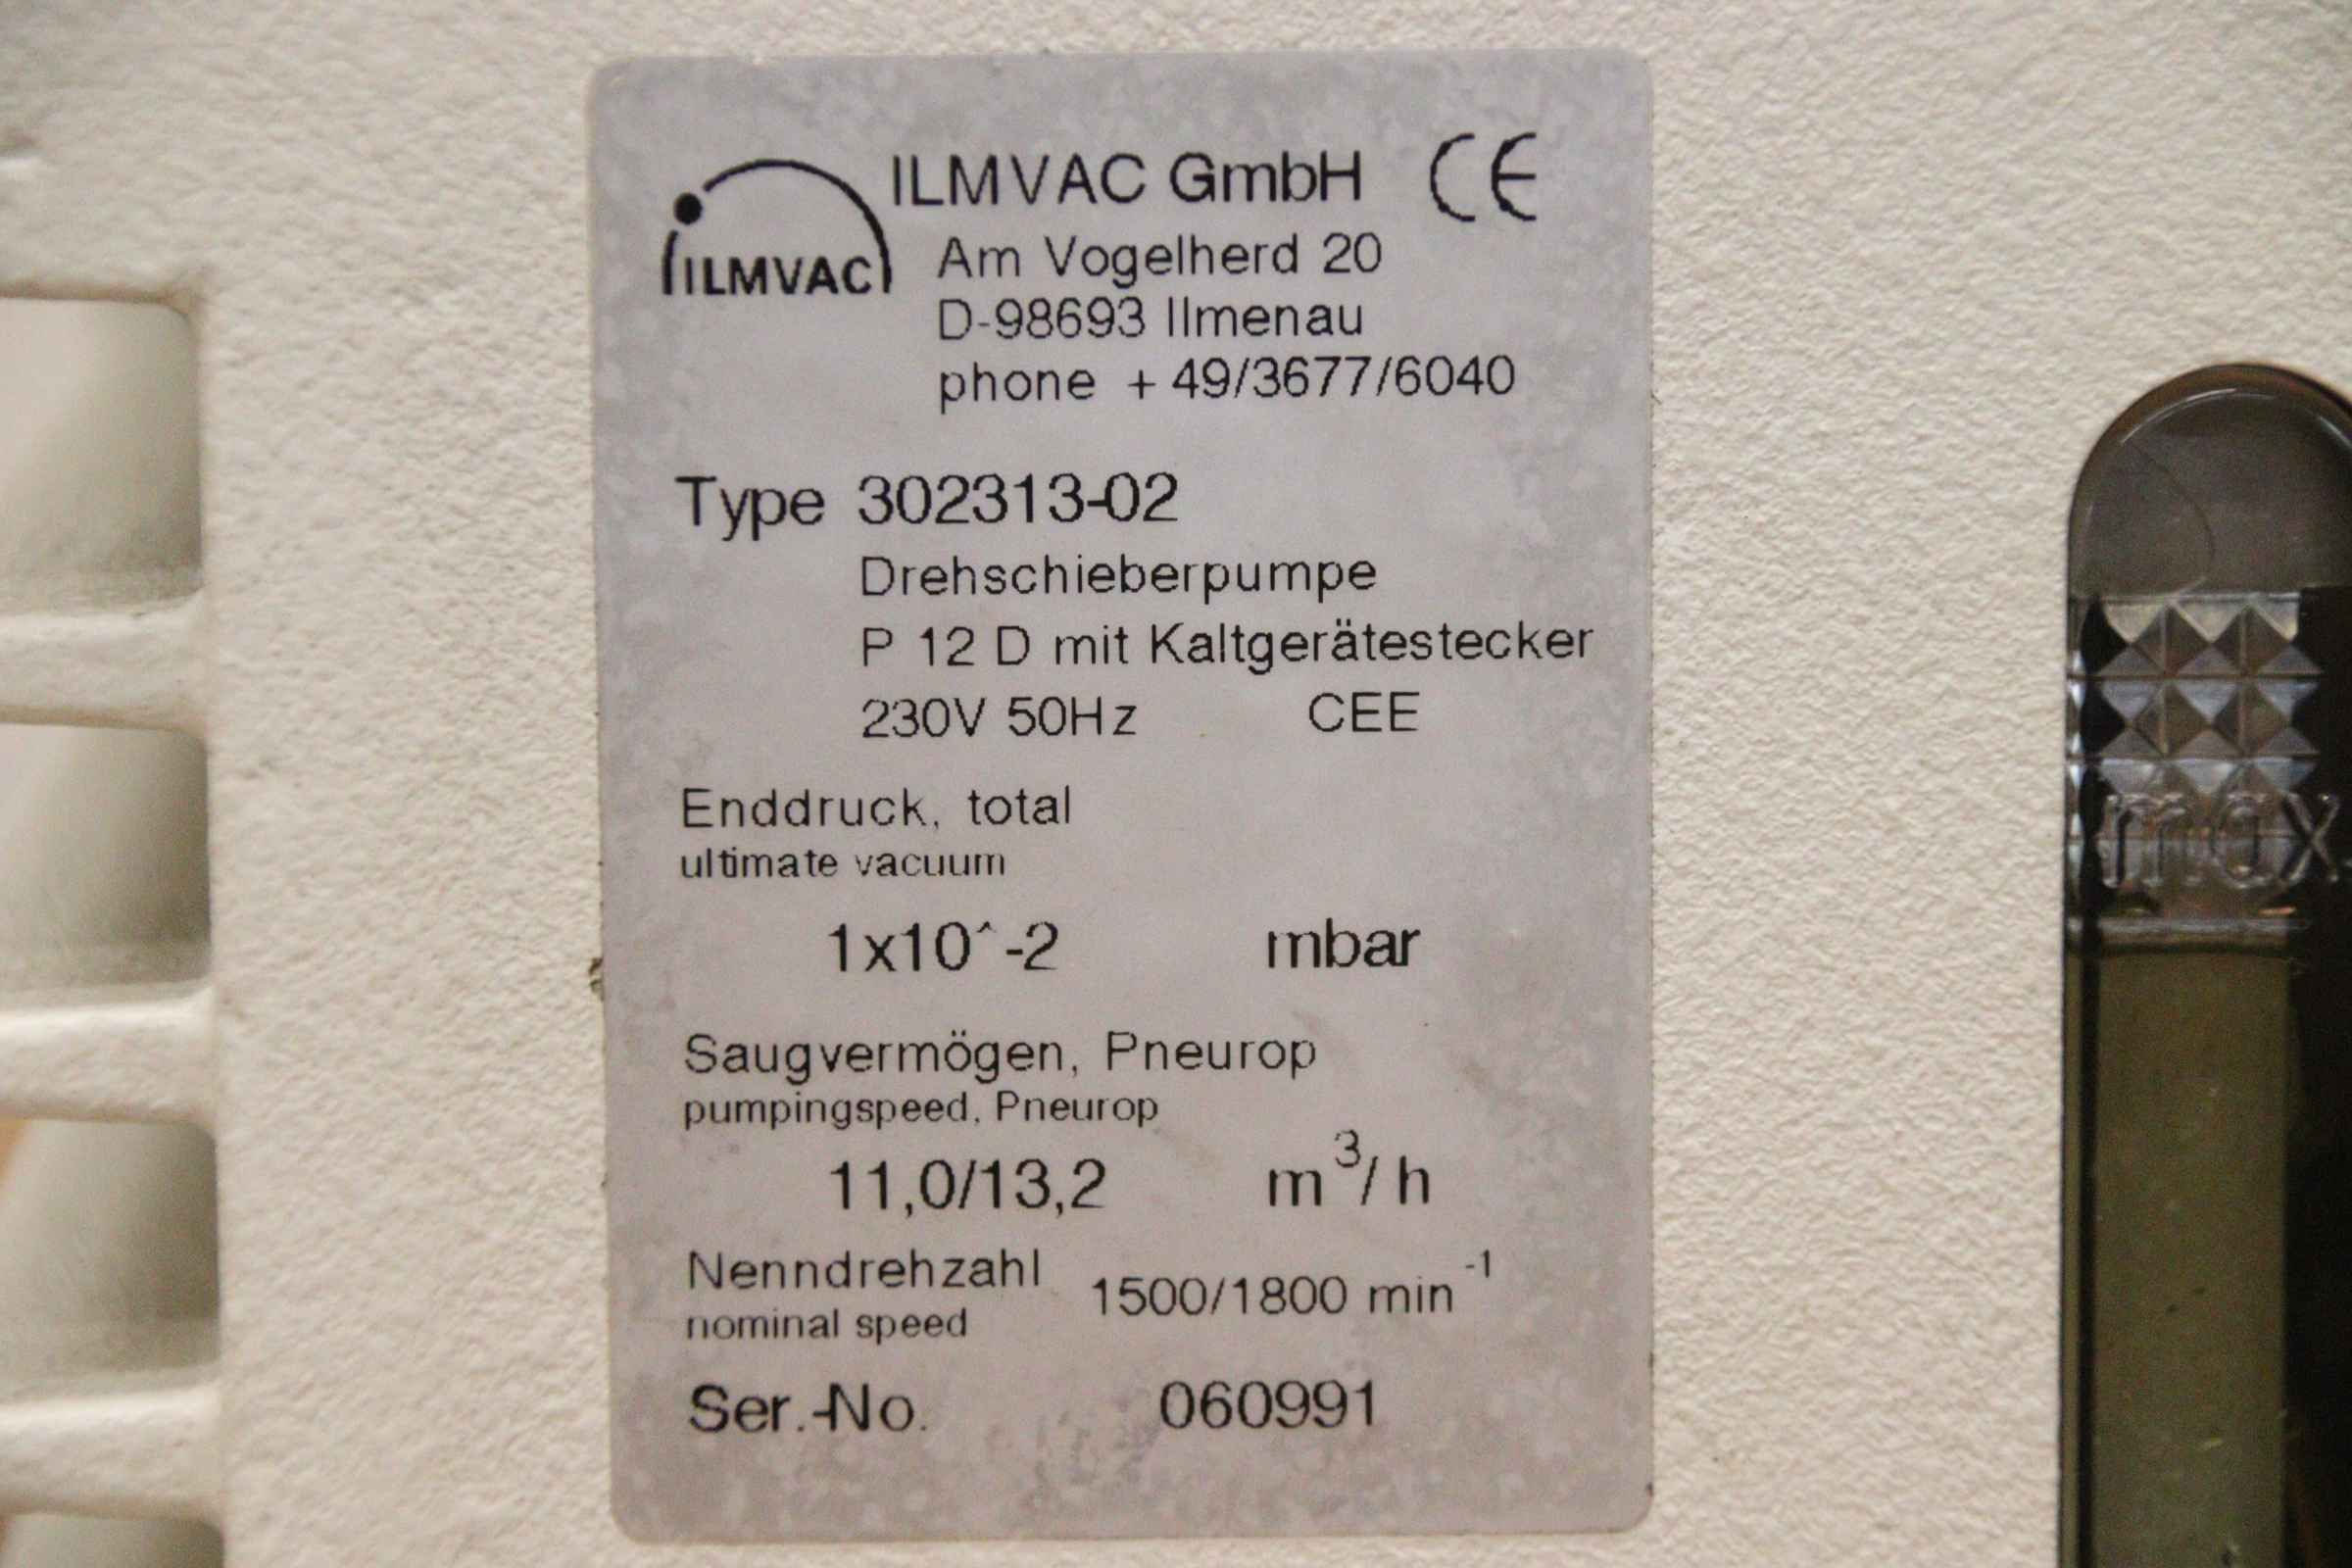 ILMVAC GmbH CE
ILMVAC
Am Vogelherd 20
D-98693 Ilmenau
phone +49/3677/6040
Type 302313-02
Drehschieberpumpe
P 12 D mit Kaltgerätestecker
230V 50Hz CEE
Enddruck, total
ultimate vacuum
1x10^-2 mbar
Saugvermögen, Pneurop
pumpingspeed, Pneurop
11,0/13,2 m³/h
Nenndrehzahl 1500/1800 min⁻¹
nominal speed
Ser.-No. 060991
max